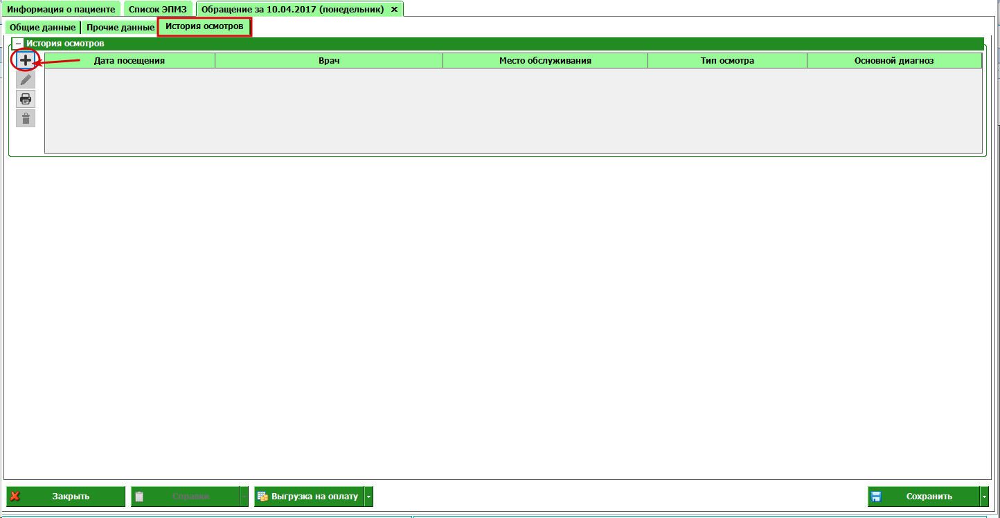 Информация о пациенте Список ЭПМЗ Обращение за 10.04.2017 (понедельник) x
Общие данные Прочие данные История осмотров
История осмотров
Дата посещения Врач Место обслуживания Тип осмотра Основной диагноз
Закрыть Справки Выгрузка на оплату Сохранить